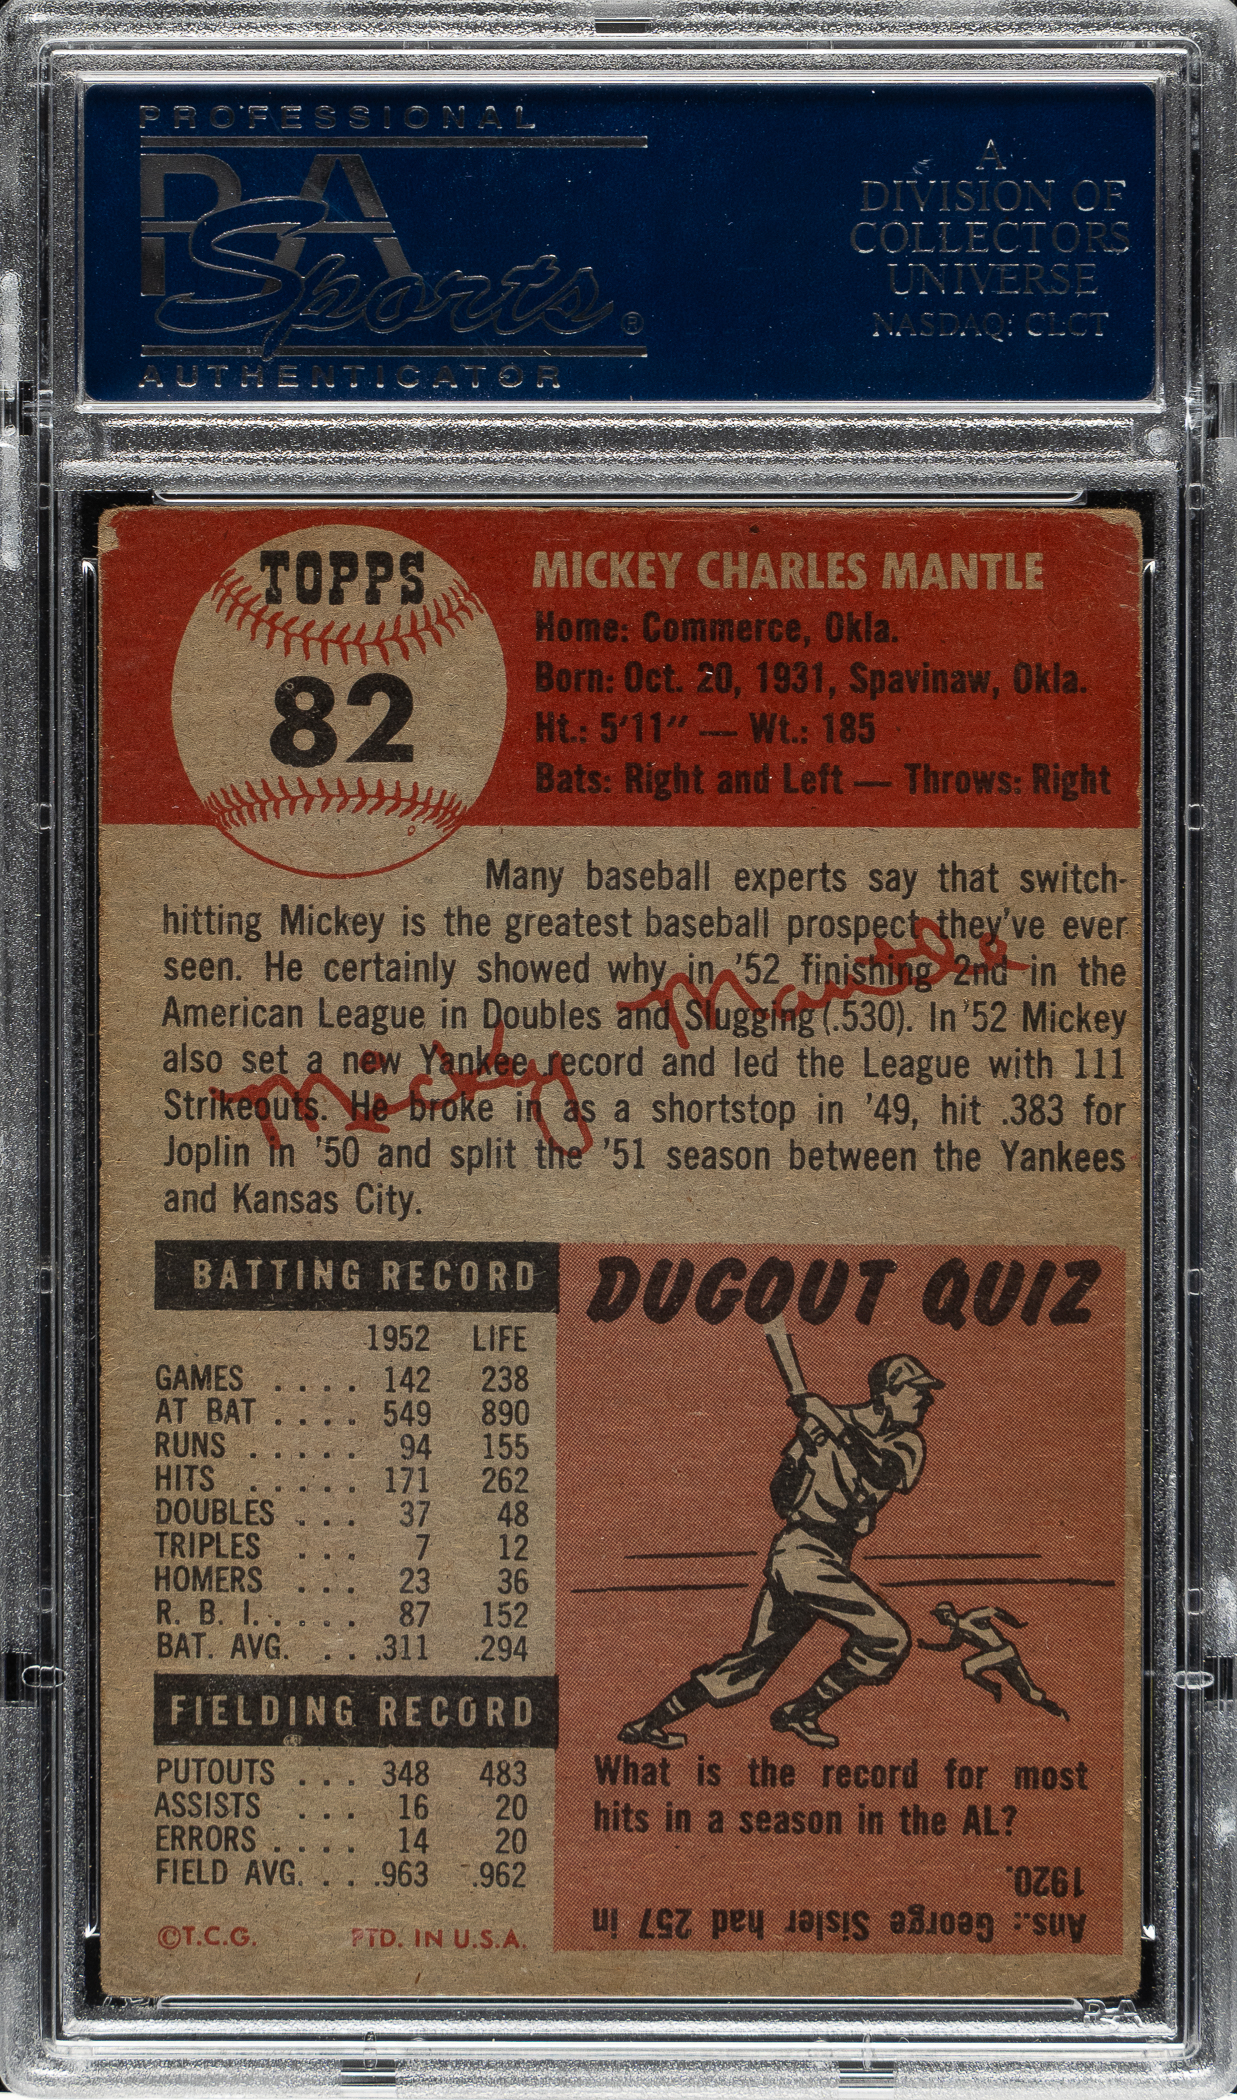 PROFESSIONAL
PSA
Sports®
AUTHENTICATOR
A
DIVISION OF
COLLECTORS
UNIVERSE
NASDAQ: CLCT
TOPPS
82
MICKEY CHARLES MANTLE
Home: Commerce, Okla.
Born: Oct. 20, 1931, Spavinaw, Okla.
Ht.: 5'11" — Wt.: 185
Bats: Right and Left — Throws: Right
Many baseball experts say that switch-
hitting Mickey is the greatest baseball prospect they've ever
seen. He certainly showed why in '52 finishing 2nd in the
American League in Doubles and Slugging (.530). In '52 Mickey
also set a new Yankee record and led the League with 111
Strikeouts. He broke in as a shortstop in '49, hit .383 for
Joplin in '50 and split the '51 season between the Yankees
and Kansas City.
Mickey Mantle
BATTING RECORD
1952 LIFE
GAMES . . . . 142 238
AT BAT . . . . 549 890
RUNS . . . . . 94 155
HITS . . . . . 171 262
DOUBLES . . . 37 48
TRIPLES . . . 7 12
HOMERS . . . 23 36
R. B. I. . . . . 87 152
BAT. AVG. . . .311 .294
FIELDING RECORD
PUTOUTS . . . 348 483
ASSISTS . . . 16 20
ERRORS . . . . 14 20
FIELD AVG. . . .963 .962
©T.C.G. PTD. IN U.S.A.
DUGOUT QUIZ
What is the record for most
hits in a season in the AL?
Ans.: George Sisler had 257 in
1920.
PSA